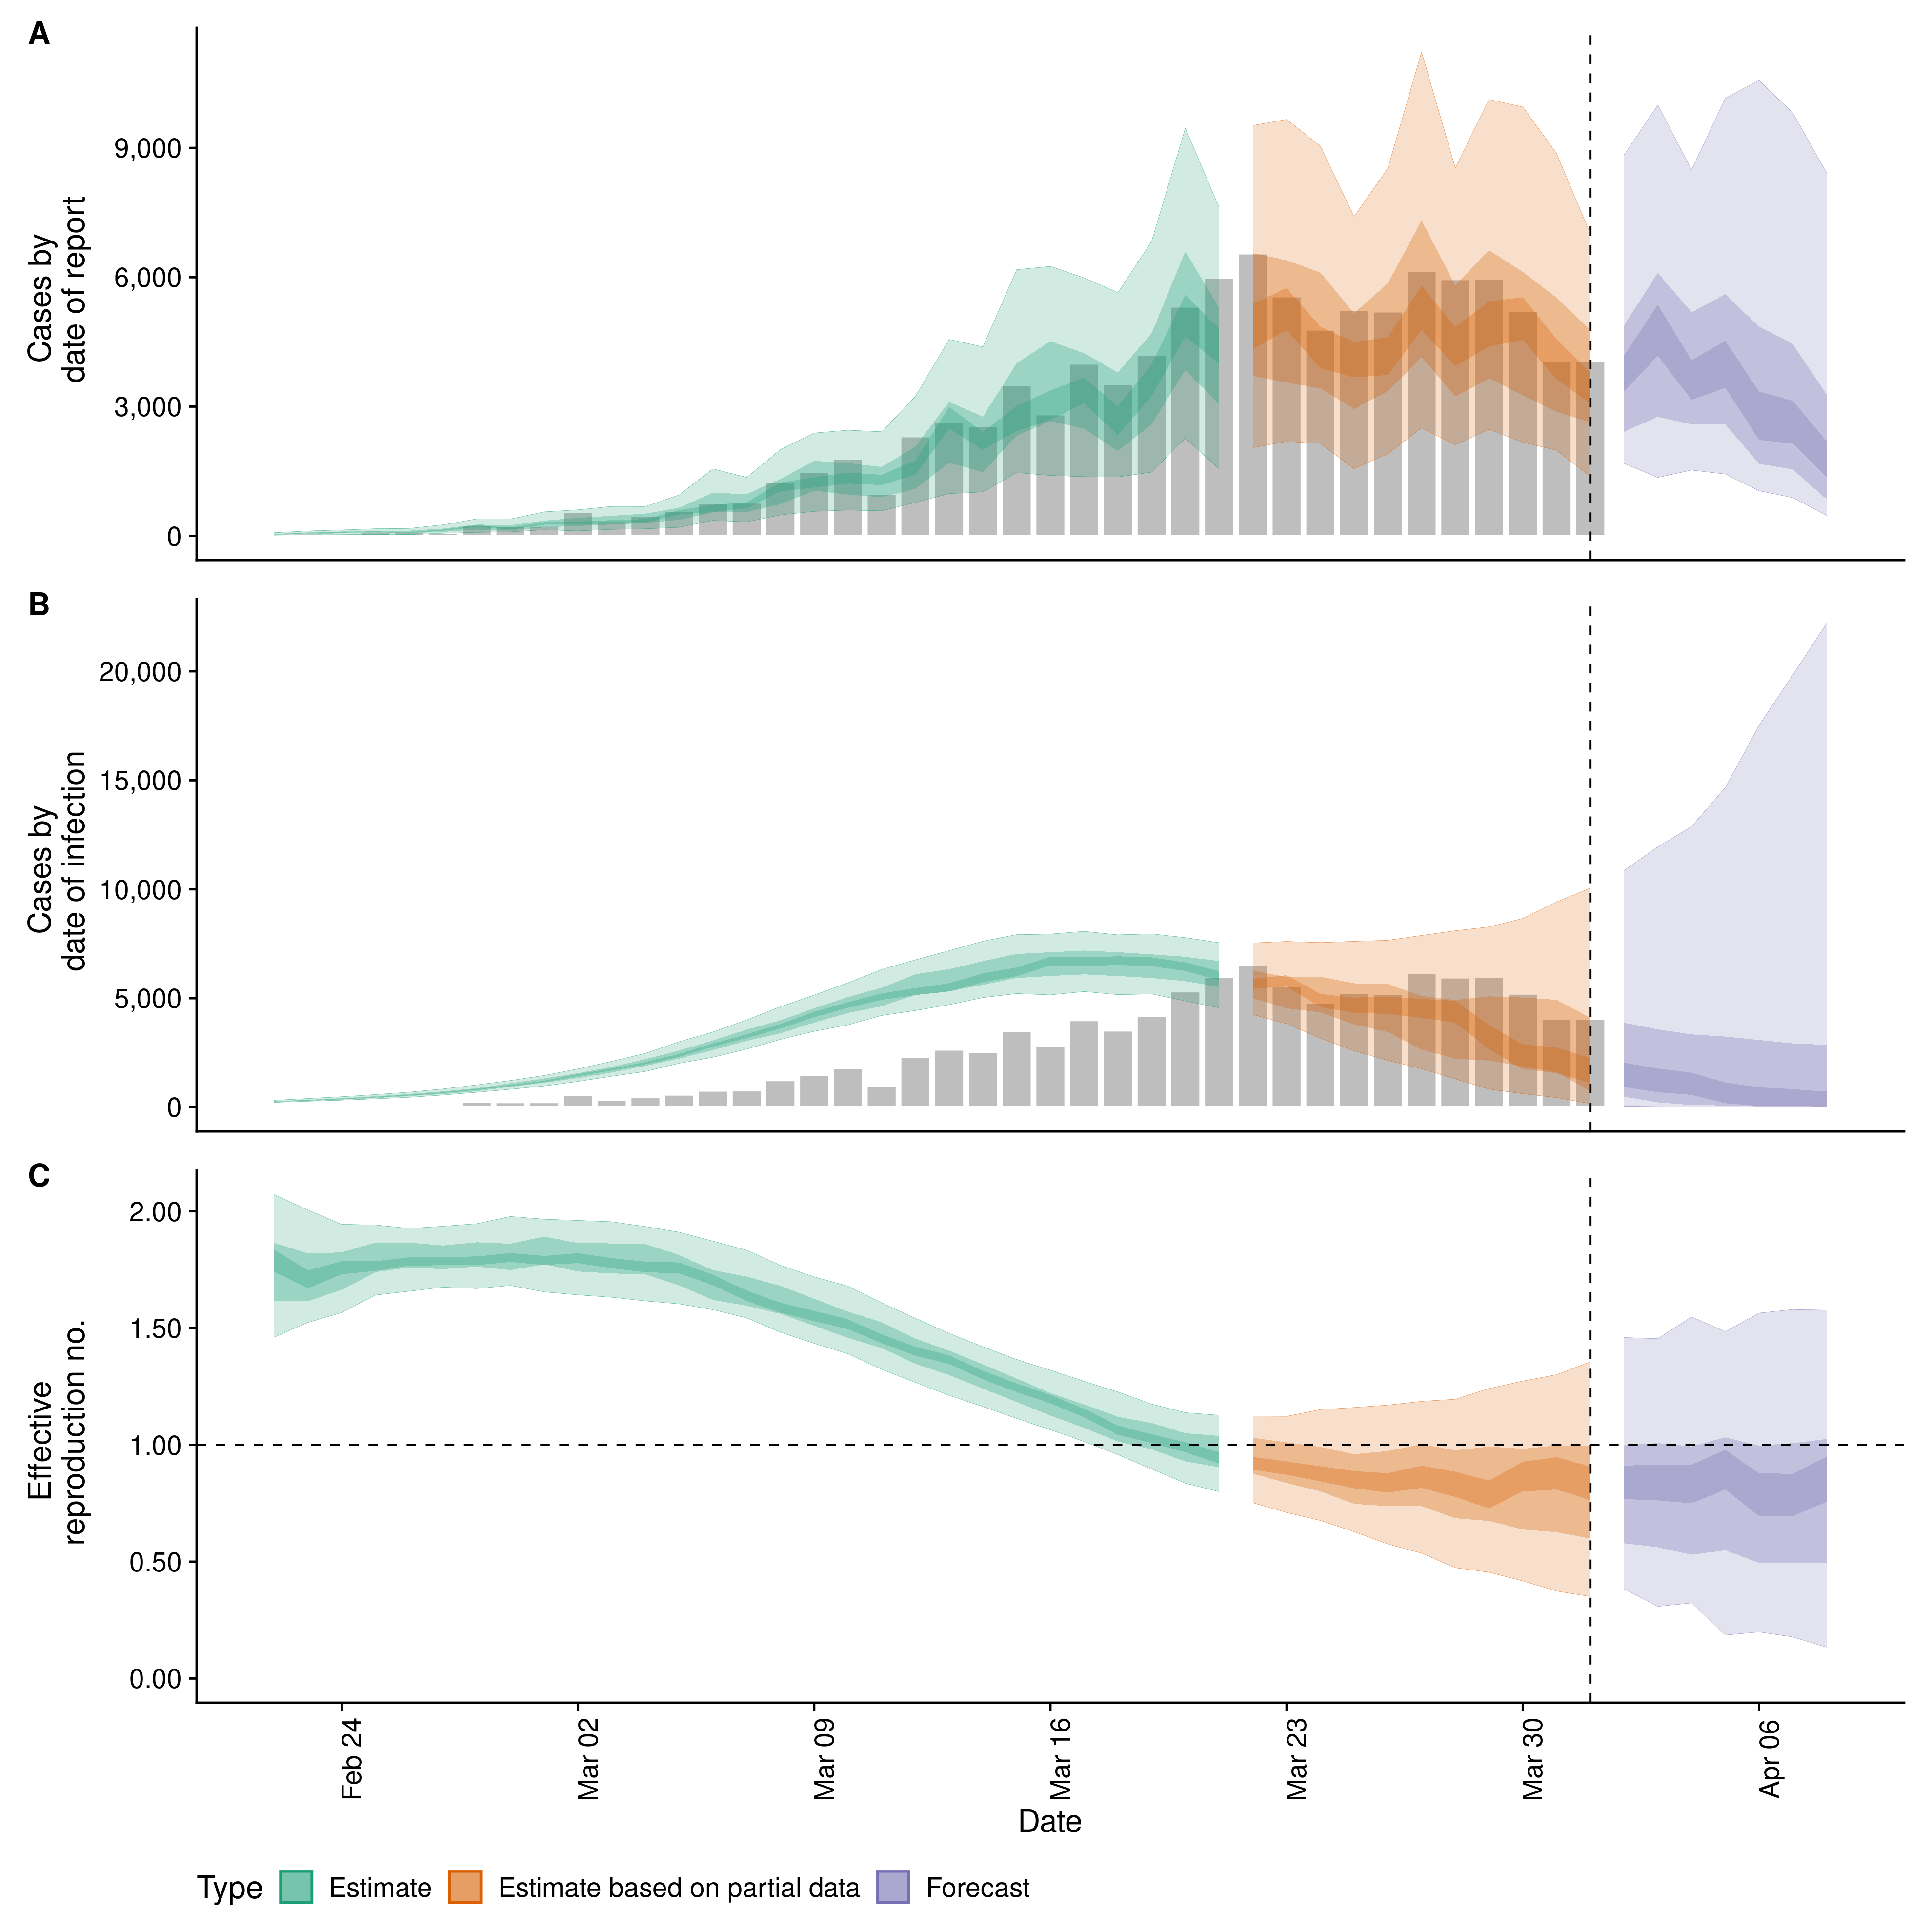 A
Cases by
date of report
9,000
6,000
3,000
0
B
Cases by
date of infection
20,000
15,000
10,000
5,000
0
C
Effective
reproduction no.
2.00
1.50
1.00
0.50
0.00
Feb 24
Mar 02
Mar 09
Mar 16
Mar 23
Mar 30
Apr 06
Date
Type Estimate Estimate based on partial data Forecast